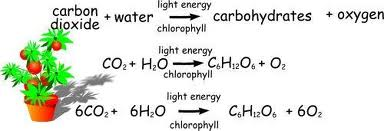 carbon dioxide + water light energy chlorophyll carbohydrates + oxygen
CO₂ + H₂O light energy chlorophyll C₆H₁₂O₆ + O₂
6CO₂ + 6H₂O light energy chlorophyll C₆H₁₂O₆ + 6O₂